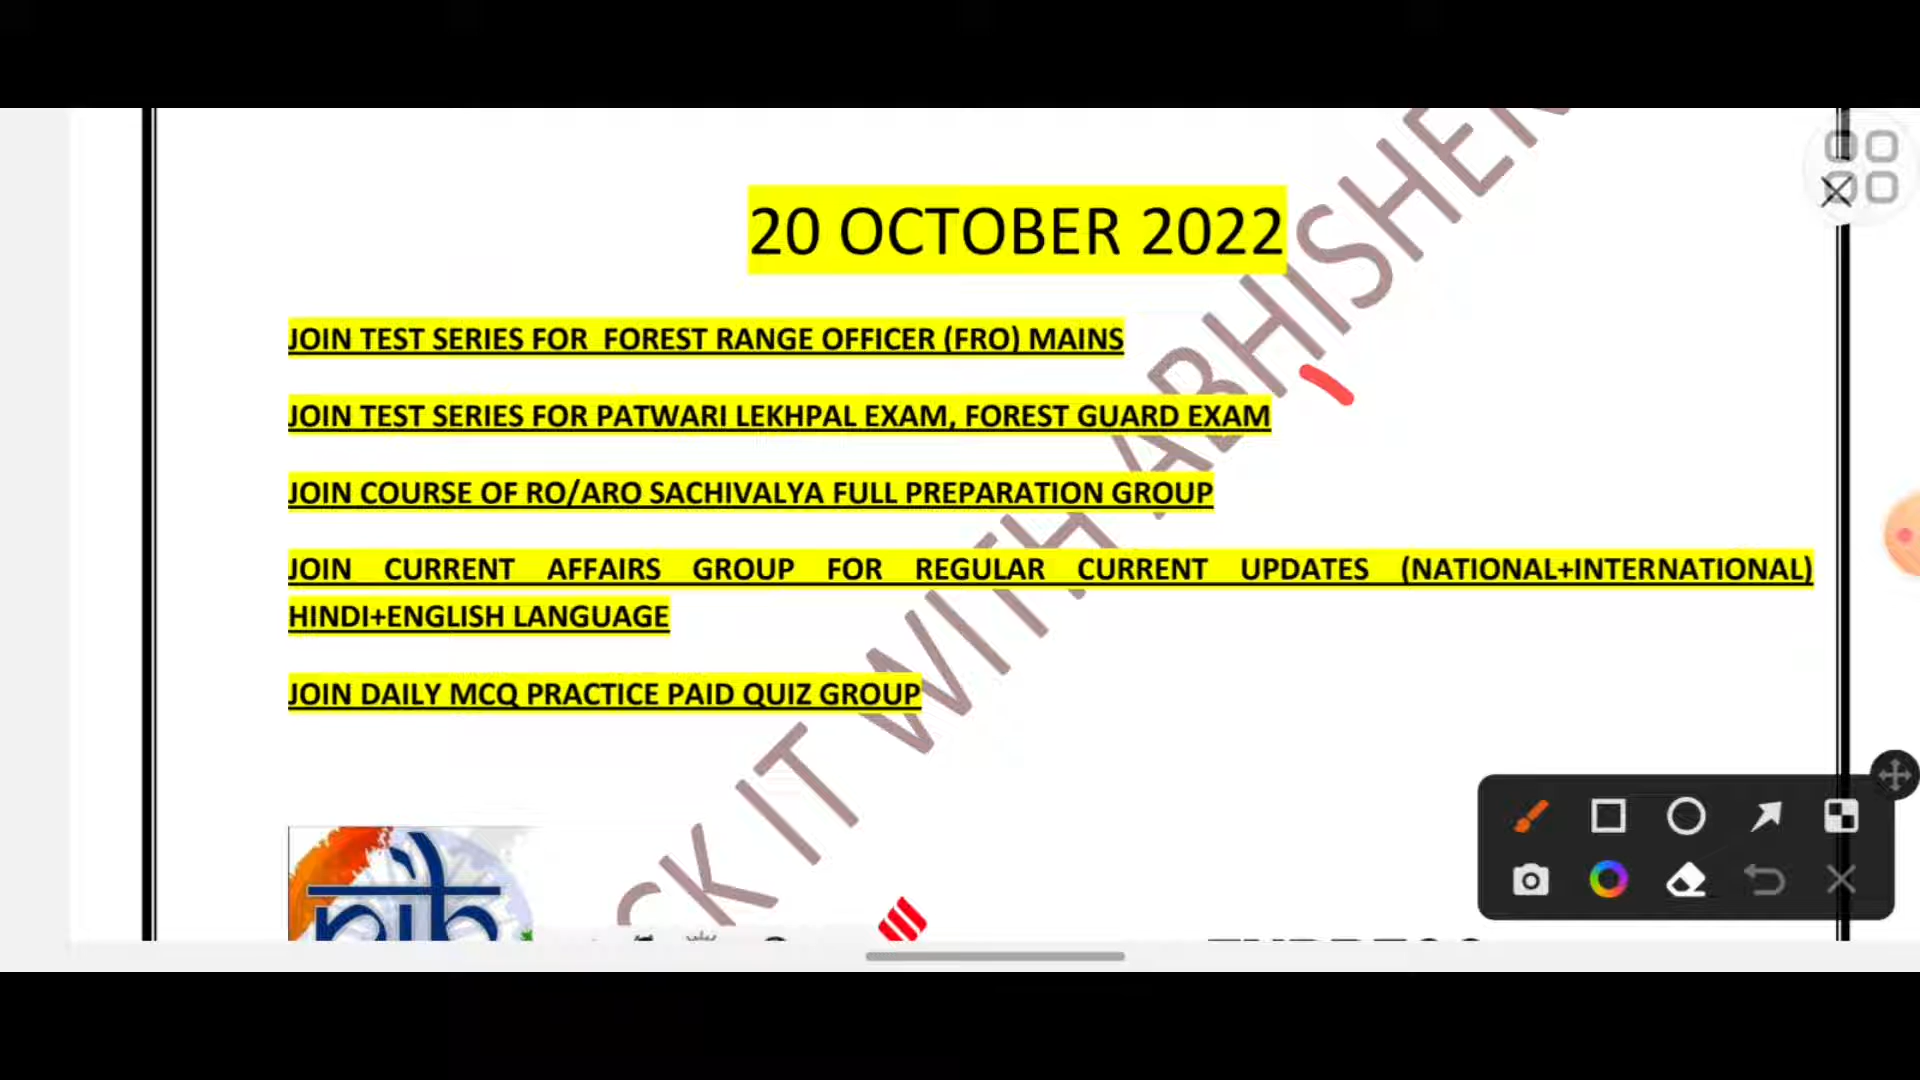 20 OCTOBER 2022
JOIN TEST SERIES FOR FOREST RANGE OFFICER (FRO) MAINS
JOIN TEST SERIES FOR PATWARI LEKHPAL EXAM, FOREST GUARD EXAM
JOIN COURSE OF RO/ARO SACHIVALYA FULL PREPARATION GROUP
JOIN CURRENT AFFAIRS GROUP FOR REGULAR CURRENT UPDATES (NATIONAL+INTERNATIONAL)
HINDI+ENGLISH LANGUAGE
JOIN DAILY MCQ PRACTICE PAID QUIZ GROUP
CK IT WITH ABHISHEK